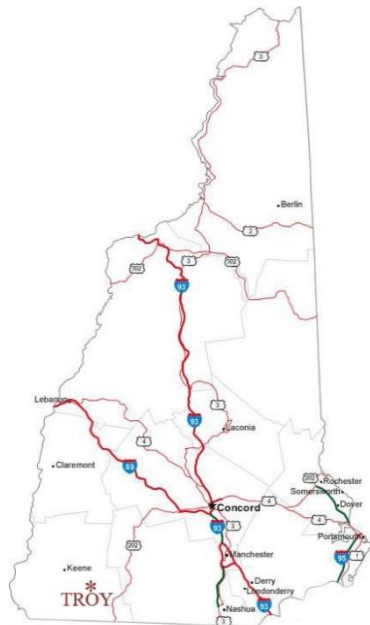 3
Berlin
2
3
302
302
93
3
Lebanon
93
Laconia
4
Claremont
89
202
Rochester
Somersworth
4
Dover
Concord
4
202
93
3
Portsmouth
1
Manchester
95
Keene
TROY
Derry
Londonderry
93
Nashua
3